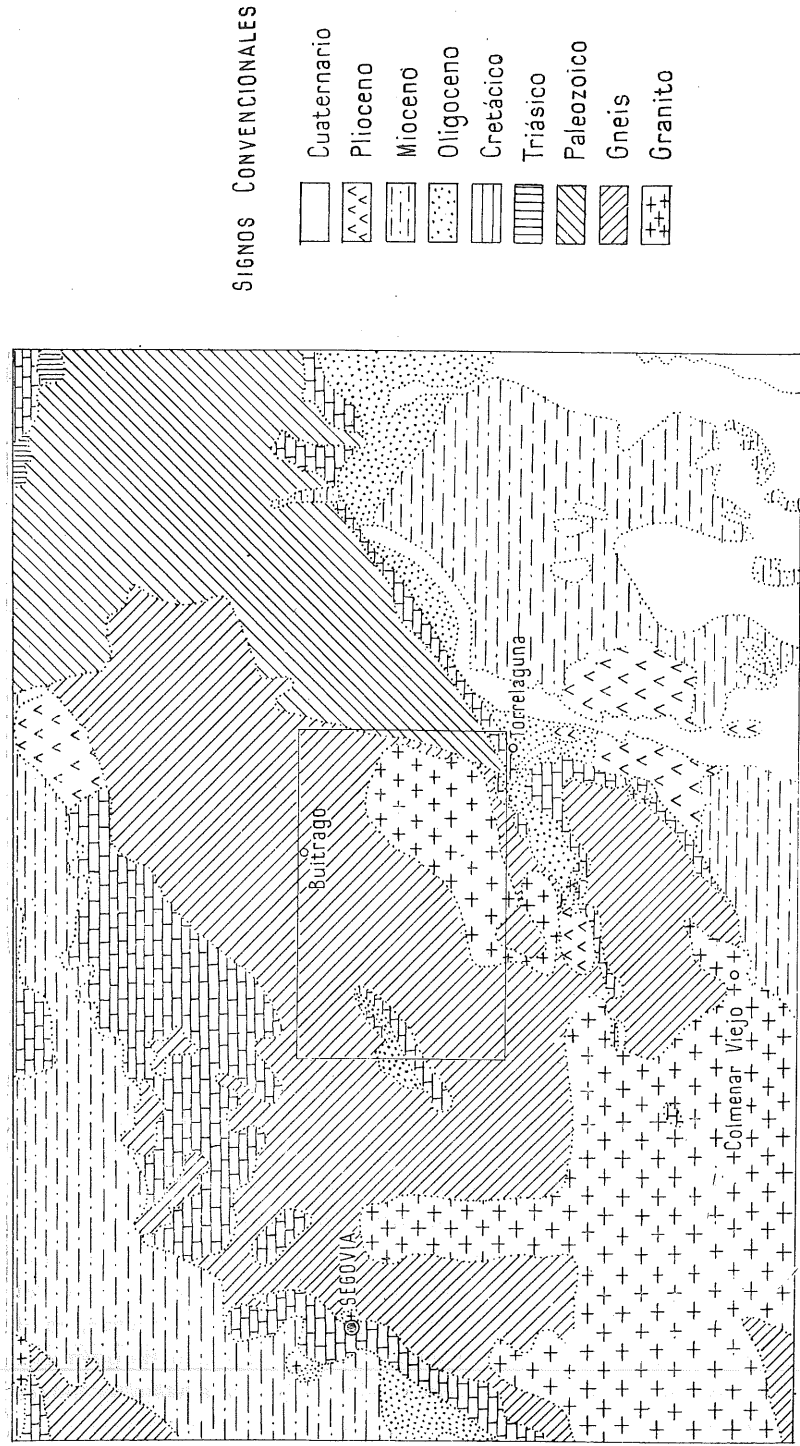 SIGNOS CONVENCIONALES
Cuaternario
Plioceno
Mioceno
Oligoceno
Cretácico
Triásico
Paleozoico
Gneis
Granito
SEGOVIA
Buitrago
Torrelaguna
Colmenar Viejo